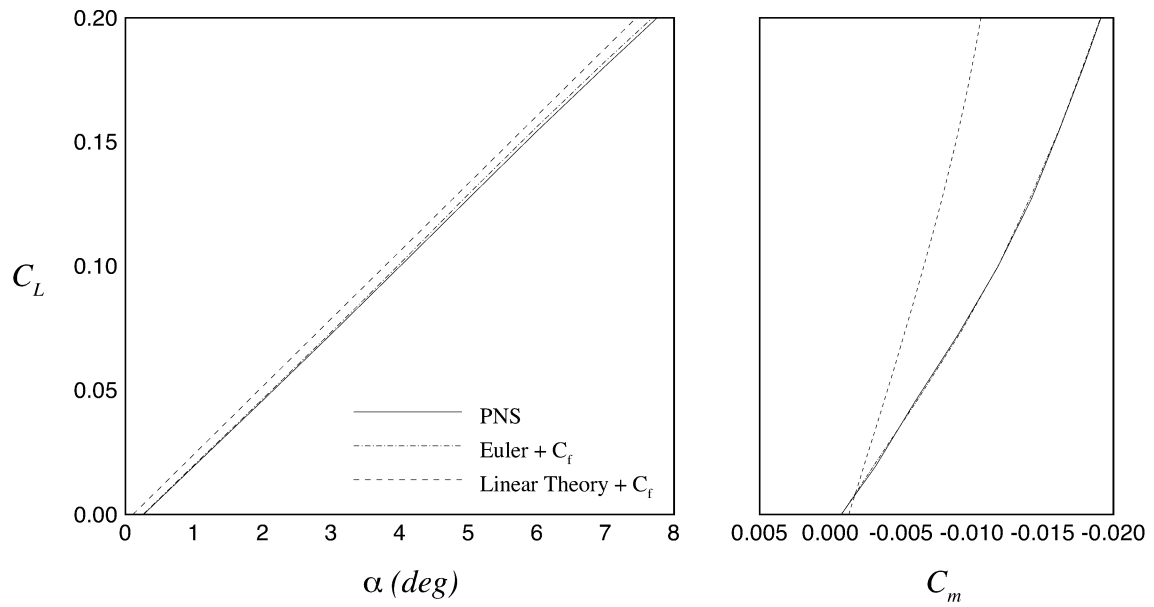 0.20
0.15
0.10
0.05
0.00
C_L
PNS
Euler + C_f
Linear Theory + C_f
0 1 2 3 4 5 6 7 8
α (deg)
0.005 0.000 -0.005 -0.010 -0.015 -0.020
C_m